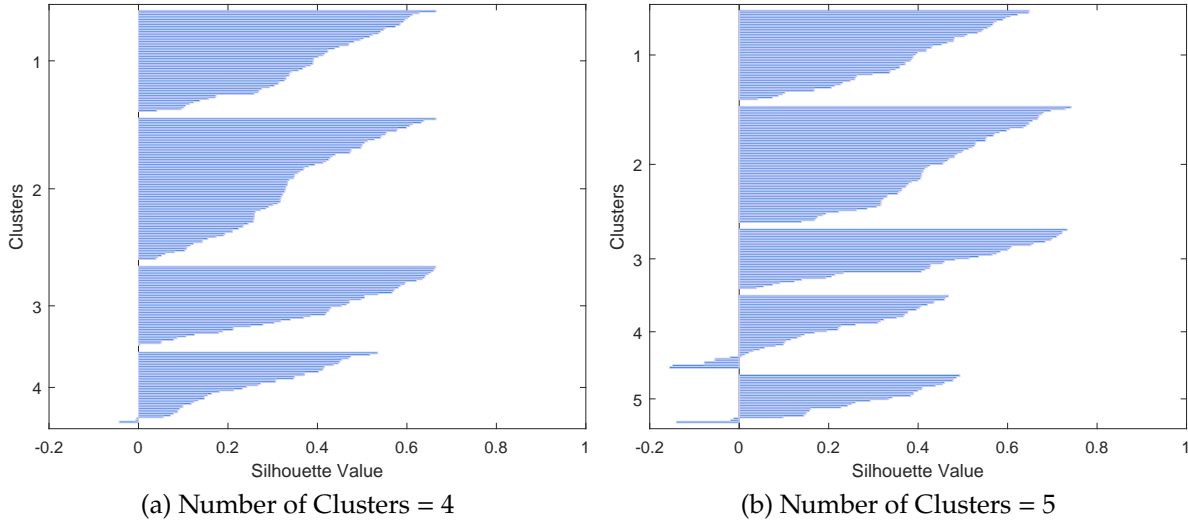 Clusters
1
2
3
4
-0.2 0 0.2 0.4 0.6 0.8 1
Silhouette Value
(a) Number of Clusters = 4
Clusters
1
2
3
4
5
-0.2 0 0.2 0.4 0.6 0.8 1
Silhouette Value
(b) Number of Clusters = 5